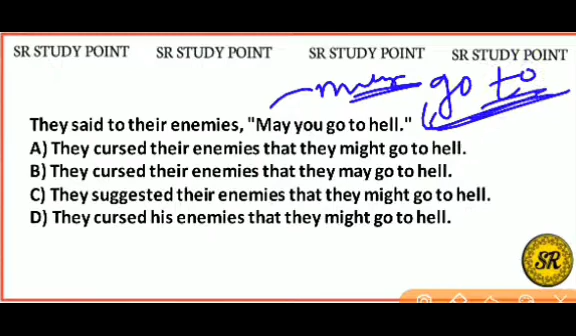 SR STUDY POINT SR STUDY POINT SR STUDY POINT SR STUDY POINT
go to
They said to their enemies, "May you go to hell."
A) They cursed their enemies that they might go to hell.
B) They cursed their enemies that they may go to hell.
C) They suggested their enemies that they might go to hell.
D) They cursed his enemies that they might go to hell.
SR